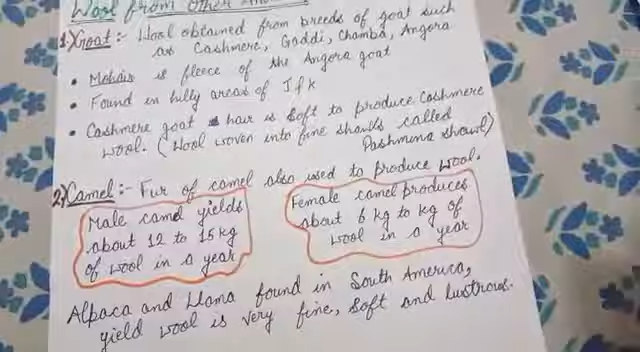 Wool from Other
1) Goat :- Wool obtained from breeds of goat such
as Cashmere, Gaddi, Chamba, Angora
• Mohair is fleece of the Angora goat
• Found in hilly areas of J & k
• Cashmere goat hair is soft to produce Cashmere
wool. (Wool woven into fine shawls called
Pashmina shawl)
2) Camel :- Fur of camel also used to produce wool.
Male camel yields
about 12 to 15 kg
of wool in a year
Female camel produces
about 6 kg to kg of
wool in a year
Alpaca and Llama found in South America,
yield wool is very fine, soft and lustrous.